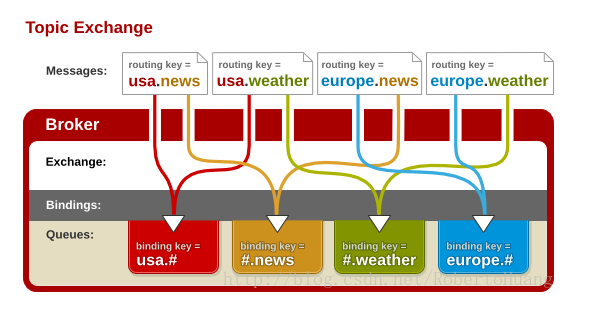 Topic Exchange
Messages:
routing key =
usa.news
routing key =
usa.weather
routing key =
europe.news
routing key =
europe.weather
Broker
Exchange:
Bindings:
Queues:
binding key =
usa.#
binding key =
#.news
binding key =
#.weather
binding key =
europe.#
http://blog.csdn.net/RobertoHuang